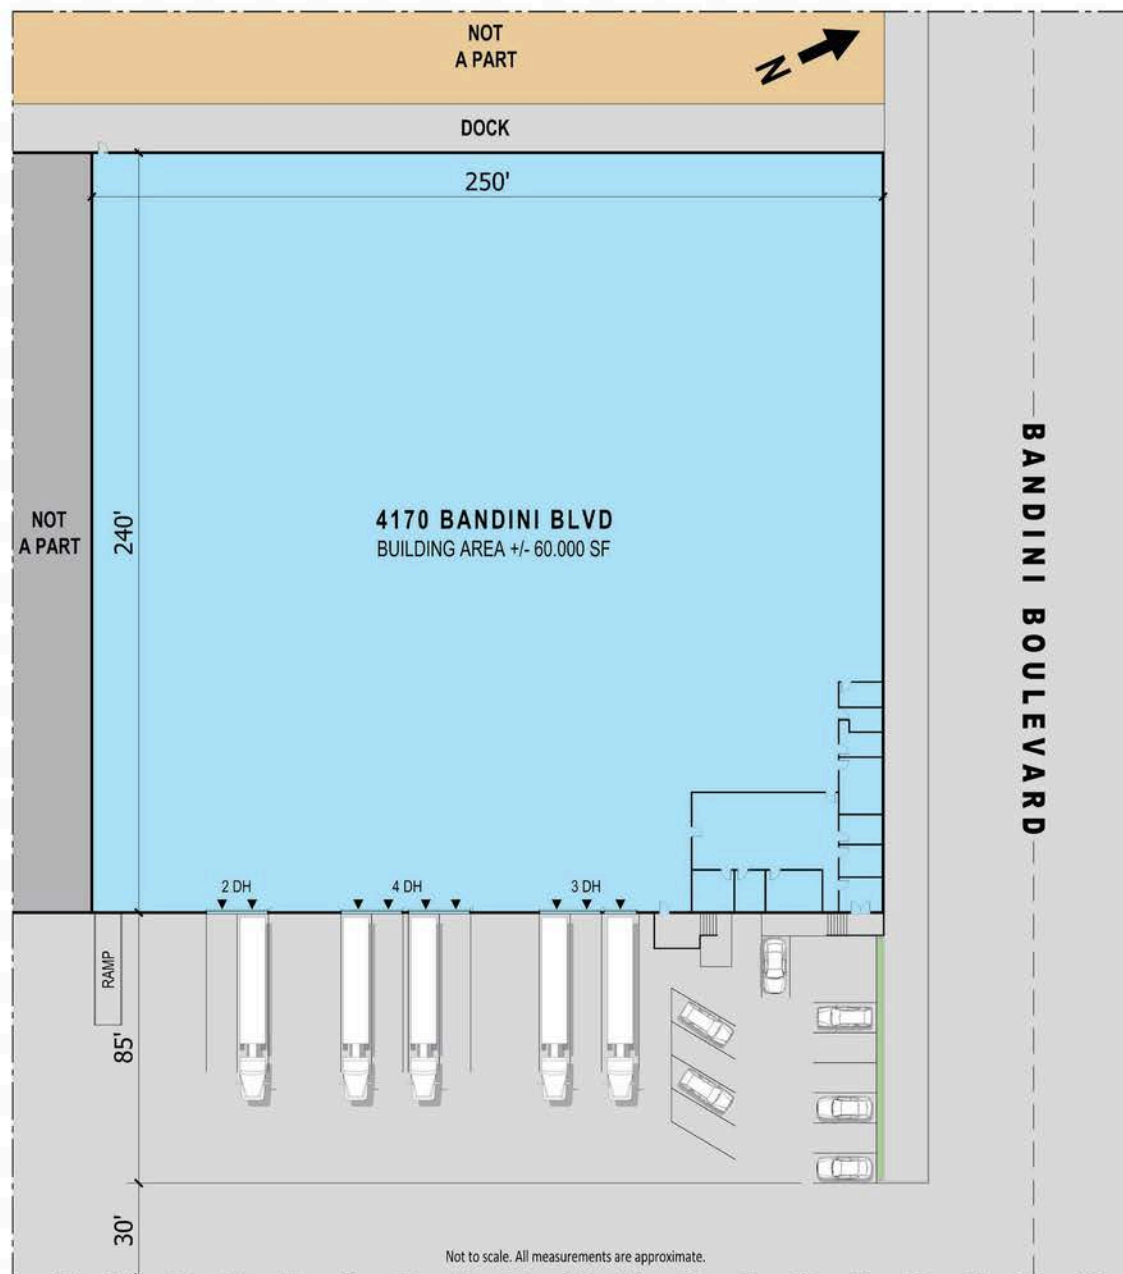 NOT
A PART
N
DOCK
250'
240'
NOT
A PART
4170 BANDINI BLVD
BUILDING AREA +/- 60.000 SF
BANDINI BOULEVARD
2 DH
4 DH
3 DH
RAMP
85'
30'
Not to scale. All measurements are approximate.